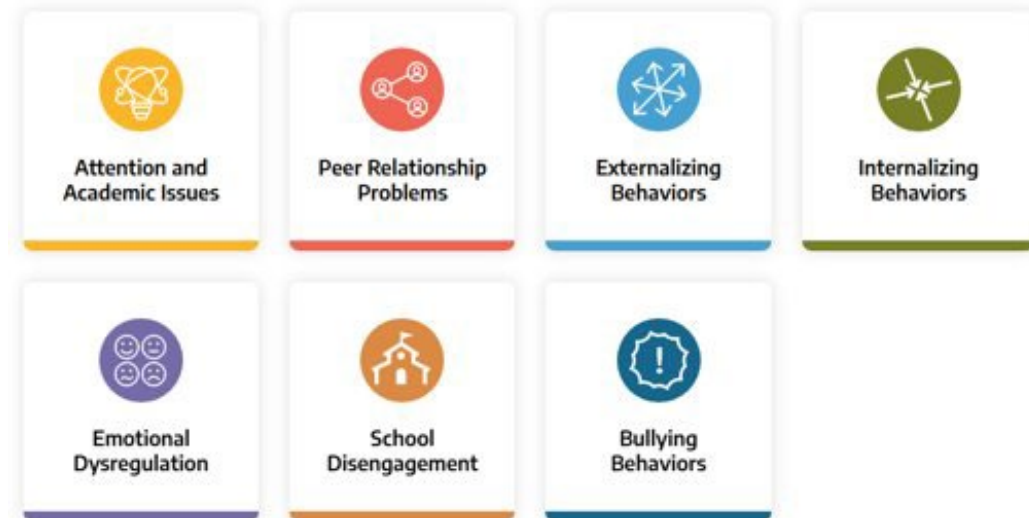 Attention and
Academic Issues
Peer Relationship
Problems
Externalizing
Behaviors
Internalizing
Behaviors
Emotional
Dysregulation
School
Disengagement
!
Bullying
Behaviors